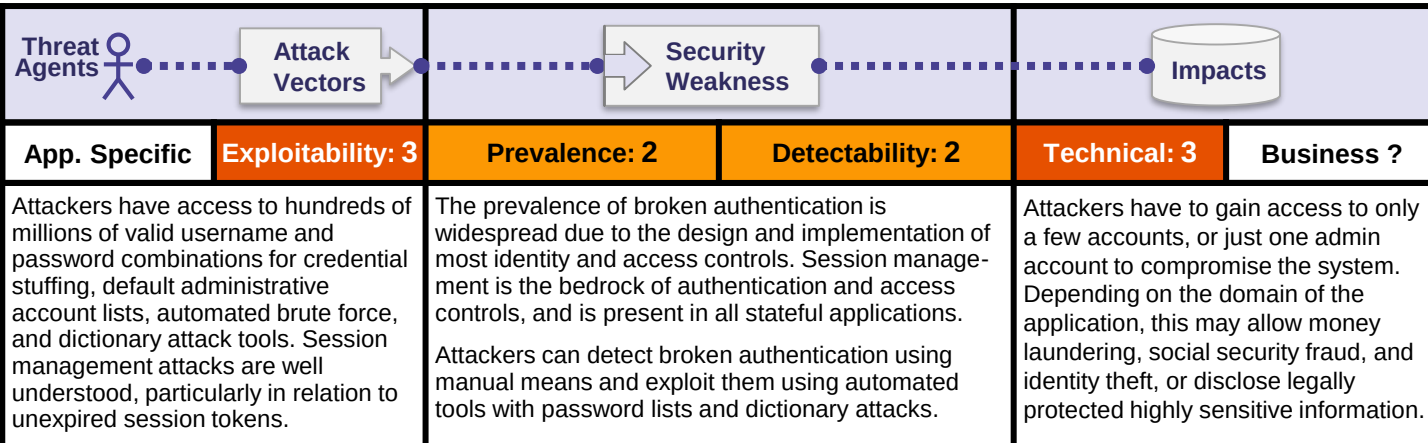 Threat
Agents
Attack
Vectors
Security
Weakness
Impacts
App. Specific
Exploitability: 3
Prevalence: 2
Detectability: 2
Technical: 3
Business ?
Attackers have access to hundreds of
millions of valid username and
password combinations for credential
stuffing, default administrative
account lists, automated brute force,
and dictionary attack tools. Session
management attacks are well
understood, particularly in relation to
unexpired session tokens.
The prevalence of broken authentication is
widespread due to the design and implementation of
most identity and access controls. Session manage-
ment is the bedrock of authentication and access
controls, and is present in all stateful applications.
Attackers can detect broken authentication using
manual means and exploit them using automated
tools with password lists and dictionary attacks.
Attackers have to gain access to only
a few accounts, or just one admin
account to compromise the system.
Depending on the domain of the
application, this may allow money
laundering, social security fraud, and
identity theft, or disclose legally
protected highly sensitive information.